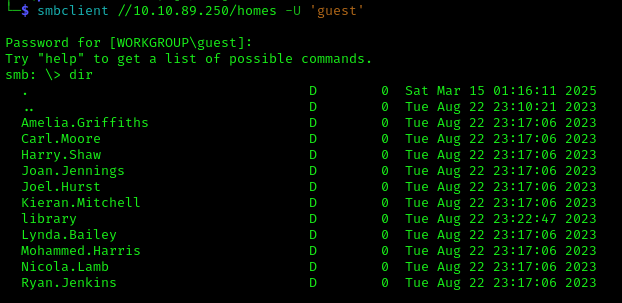 └─$ smbclient //10.10.89.250/homes -U 'guest'
Password for [WORKGROUP\guest]:
Try "help" to get a list of possible commands.
smb: \> dir
  .                                   D        0  Sat Mar 15 01:16:11 2025
  ..                                  D        0  Tue Aug 22 23:10:21 2023
  Amelia.Griffiths                    D        0  Tue Aug 22 23:17:06 2023
  Carl.Moore                          D        0  Tue Aug 22 23:17:06 2023
  Harry.Shaw                          D        0  Tue Aug 22 23:17:06 2023
  Joan.Jennings                       D        0  Tue Aug 22 23:17:06 2023
  Joel.Hurst                          D        0  Tue Aug 22 23:17:06 2023
  Kieran.Mitchell                     D        0  Tue Aug 22 23:17:06 2023
  library                             D        0  Tue Aug 22 23:22:47 2023
  Lynda.Bailey                        D        0  Tue Aug 22 23:17:06 2023
  Mohammed.Harris                     D        0  Tue Aug 22 23:17:06 2023
  Nicola.Lamb                         D        0  Tue Aug 22 23:17:06 2023
  Ryan.Jenkins                        D        0  Tue Aug 22 23:17:06 2023